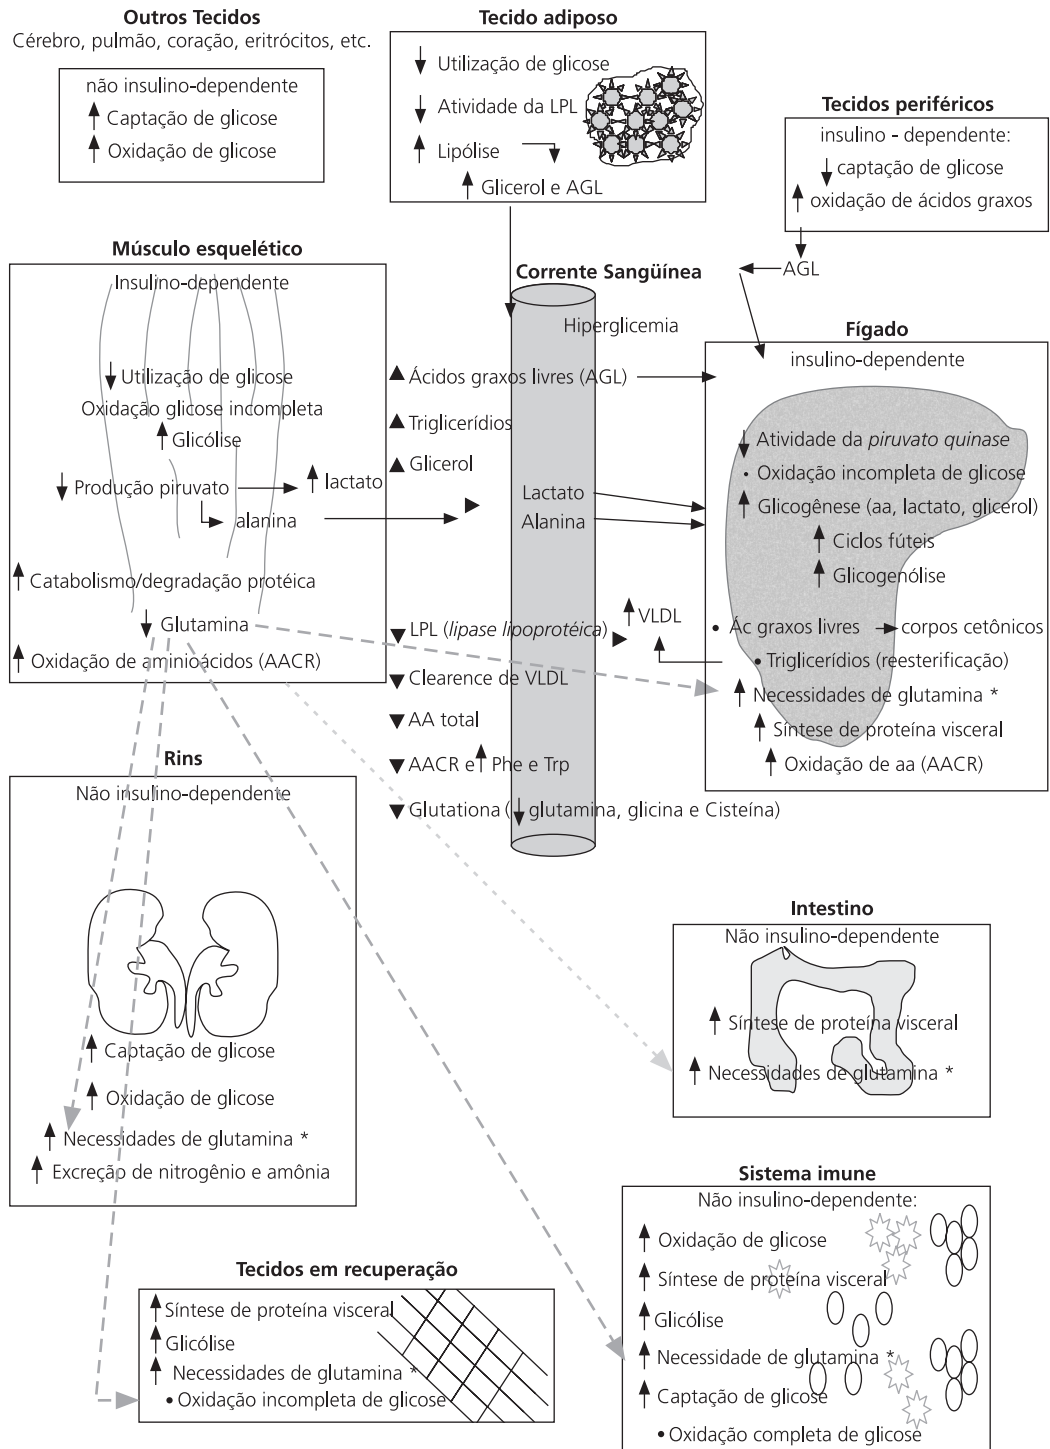 Outros Tecidos
Cérebro, pulmão, coração, eritrócitos, etc.
não insulino-dependente
Captação de glicose
Oxidação de glicose
Tecido adiposo
Utilização de glicose
Atividade da LPL
Lipólise
Glicerol e AGL
Tecidos periféricos
insulino - dependente:
captação de glicose
oxidação de ácidos graxos
AGL
Músculo esquelético
Insulino-dependente
Utilização de glicose
Oxidação glicose incompleta
Glicólise
Produção piruvato
lactato
alanina
Catabolismo/degradação protéica
Glutamina
Oxidação de aminioácidos (AACR)
Corrente Sangüínea
Hiperglicemia
Ácidos graxos livres (AGL)
Triglicerídios
Glicerol
Lactato
Alanina
VLDL
LPL (lipase lipoprotéica)
Clearence de VLDL
AA total
AACR e Phe e Trp
Glutationa ( glutamina, glicina e Cisteína)
Fígado
insulino-dependente
Atividade da piruvato quinase
· Oxidação incompleta de glicose
Glicogênese (aa, lactato, glicerol)
Ciclos fúteis
Glicogenólise
• Ác graxos livres corpos cetônicos
• Triglicerídios (reesterificação)
Necessidades de glutamina *
Síntese de proteína visceral
Oxidação de aa (AACR)
Rins
Não insulino-dependente
Captação de glicose
Oxidação de glicose
Necessidades de glutamina *
Excreção de nitrogênio e amônia
Intestino
Não insulino-dependente
Síntese de proteína visceral
Necessidades de glutamina *
Tecidos em recuperação
Síntese de proteína visceral
Glicólise
Necessidades de glutamina *
• Oxidação incompleta de glicose
Sistema imune
Não insulino-dependente:
Oxidação de glicose
Síntese de proteína visceral
Glicólise
Necessidade de glutamina *
Captação de glicose
• Oxidação completa de glicose